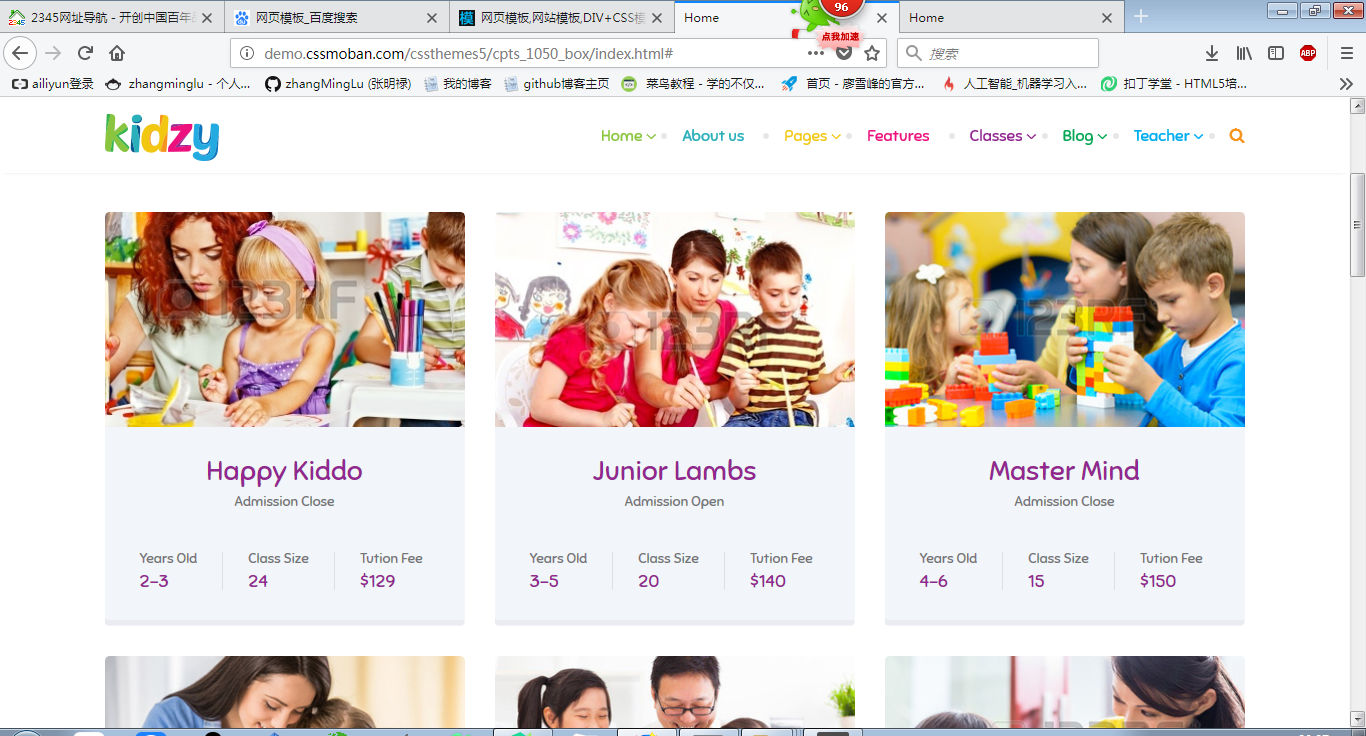 2345网址导航 - 开创中国百年
网页模板_百度搜索
网页模板,网站模板,DIV+CSS模
Home
96
点我加速
Home
demo.cssmoban.com/cssthemes5/cpts_1050_box/index.html#
搜索
ABP
ailiyun登录
zhangminglu - 个人...
zhangMingLu (张明禄)
我的博客
github博客主页
菜鸟教程 - 学的不仅...
首页 - 廖雪峰的官方...
人工智能_机器学习入...
扣丁学堂 - HTML5培...
kidzy
Home
About us
Pages
Features
Classes
Blog
Teacher
123RF
123RF
123RF
Happy Kiddo
Admission Close
Years Old
Class Size
Tution Fee
2-3
24
$129
Junior Lambs
Admission Open
Years Old
Class Size
Tution Fee
3-5
20
$140
Master Mind
Admission Close
Years Old
Class Size
Tution Fee
4-6
15
$150